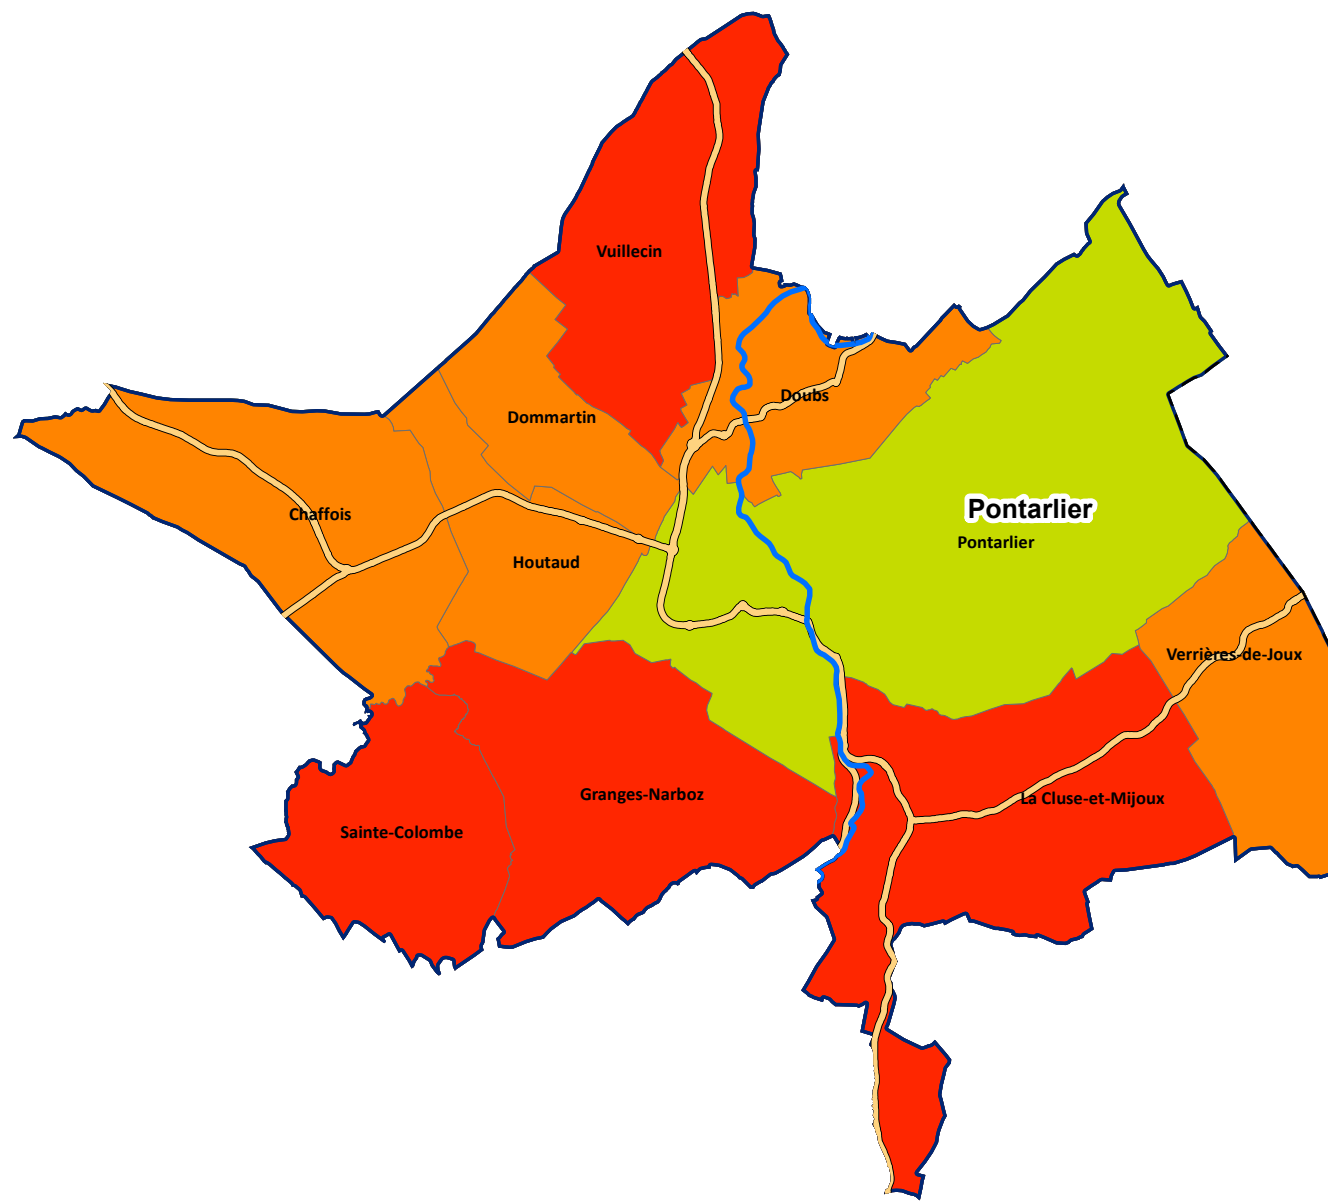 Vuillecin
Doubs
Dommartin
Chaffois
Pontarlier
Pontarlier
Houtaud
Verrières-de-Joux
Granges-Narboz
La Cluse-et-Mijoux
Sainte-Colombe